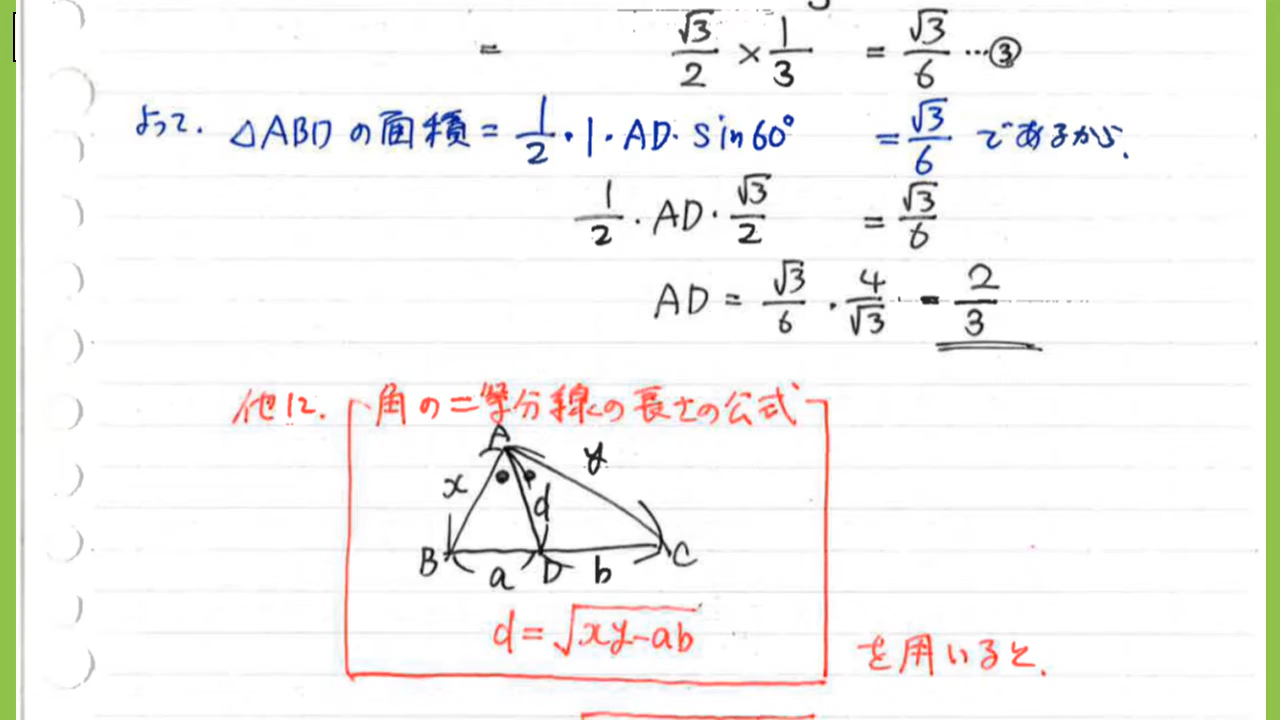 = √3/2 × 1/3 = √3/6 …③
よって、△ABDの面積 = 1/2・1・AD・sin60° = √3/6 であるから、
1/2・AD・√3/2 = √3/6
AD = √3/6・4/√3 = 2/3
他に、角の二等分線の長さの公式
A
x
y
d
B
a
D
b
C
d = √xy-ab
を用いると、